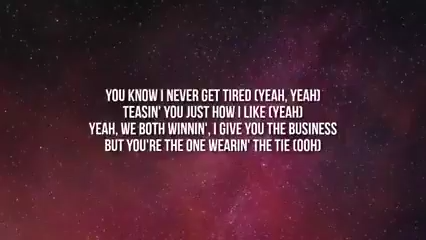 YOU KNOW I NEVER GET TIRED (YEAH, YEAH)
TEASIN' YOU JUST HOW I LIKE (YEAH)
YEAH, WE BOTH WINNIN', I GIVE YOU THE BUSINESS
BUT YOU'RE THE ONE WEARIN' THE TIE (OOH)